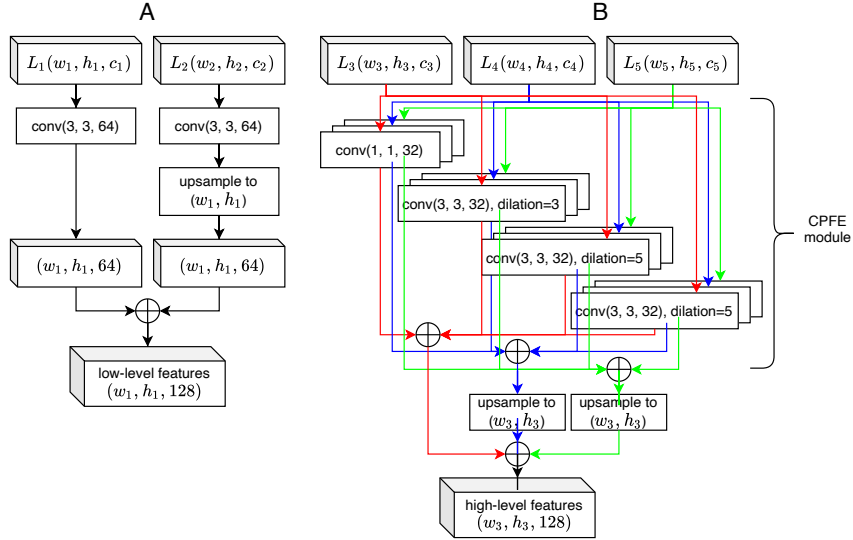 A
B
L₁(w₁, h₁, c₁)
L₂(w₂, h₂, c₂)
L₃(w₃, h₃, c₃)
L₄(w₄, h₄, c₄)
L₅(w₅, h₅, c₅)
conv(3, 3, 64)
conv(3, 3, 64)
conv(1, 1, 32)
upsample to
(w₁, h₁)
conv(3, 3, 32), dilation=3
CPFE
module
(w₁, h₁, 64)
(w₁, h₁, 64)
conv(3, 3, 32), dilation=5
conv(3, 3, 32), dilation=5
low-level features
(w₁, h₁, 128)
upsample to
(w₃, h₃)
upsample to
(w₃, h₃)
high-level features
(w₃, h₃, 128)